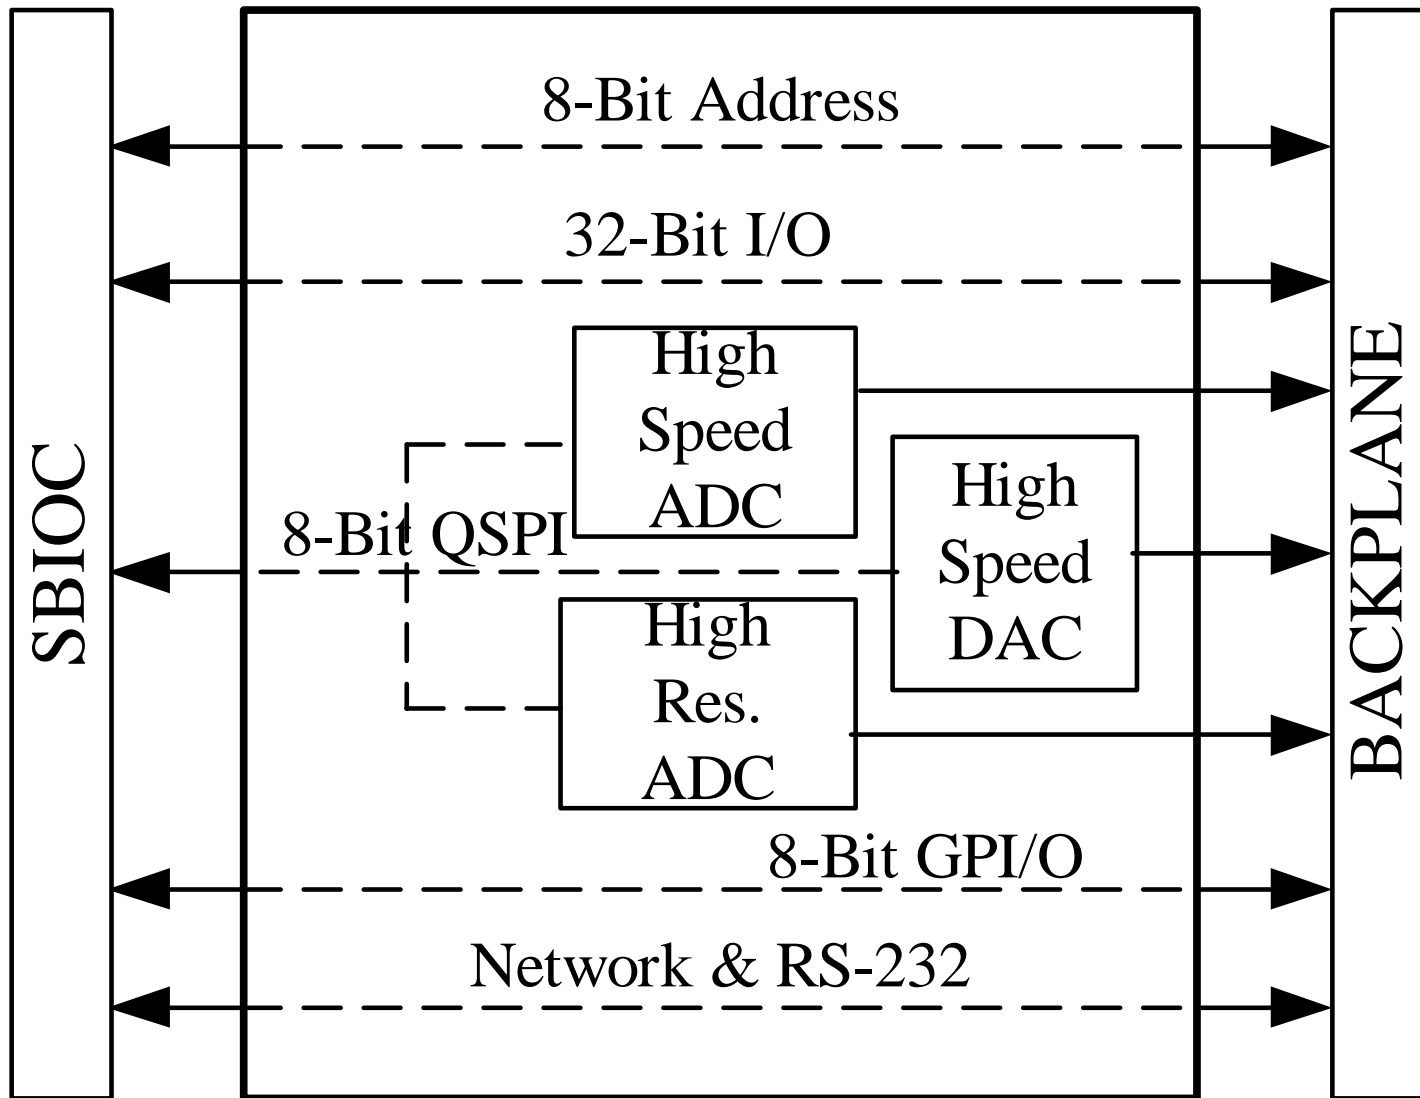 8-Bit Address
32-Bit I/O
High
Speed
ADC
8-Bit QSPI
High
Speed
DAC
High
Res.
ADC
8-Bit GPI/O
Network & RS-232
SBIOC
BACKPLANE